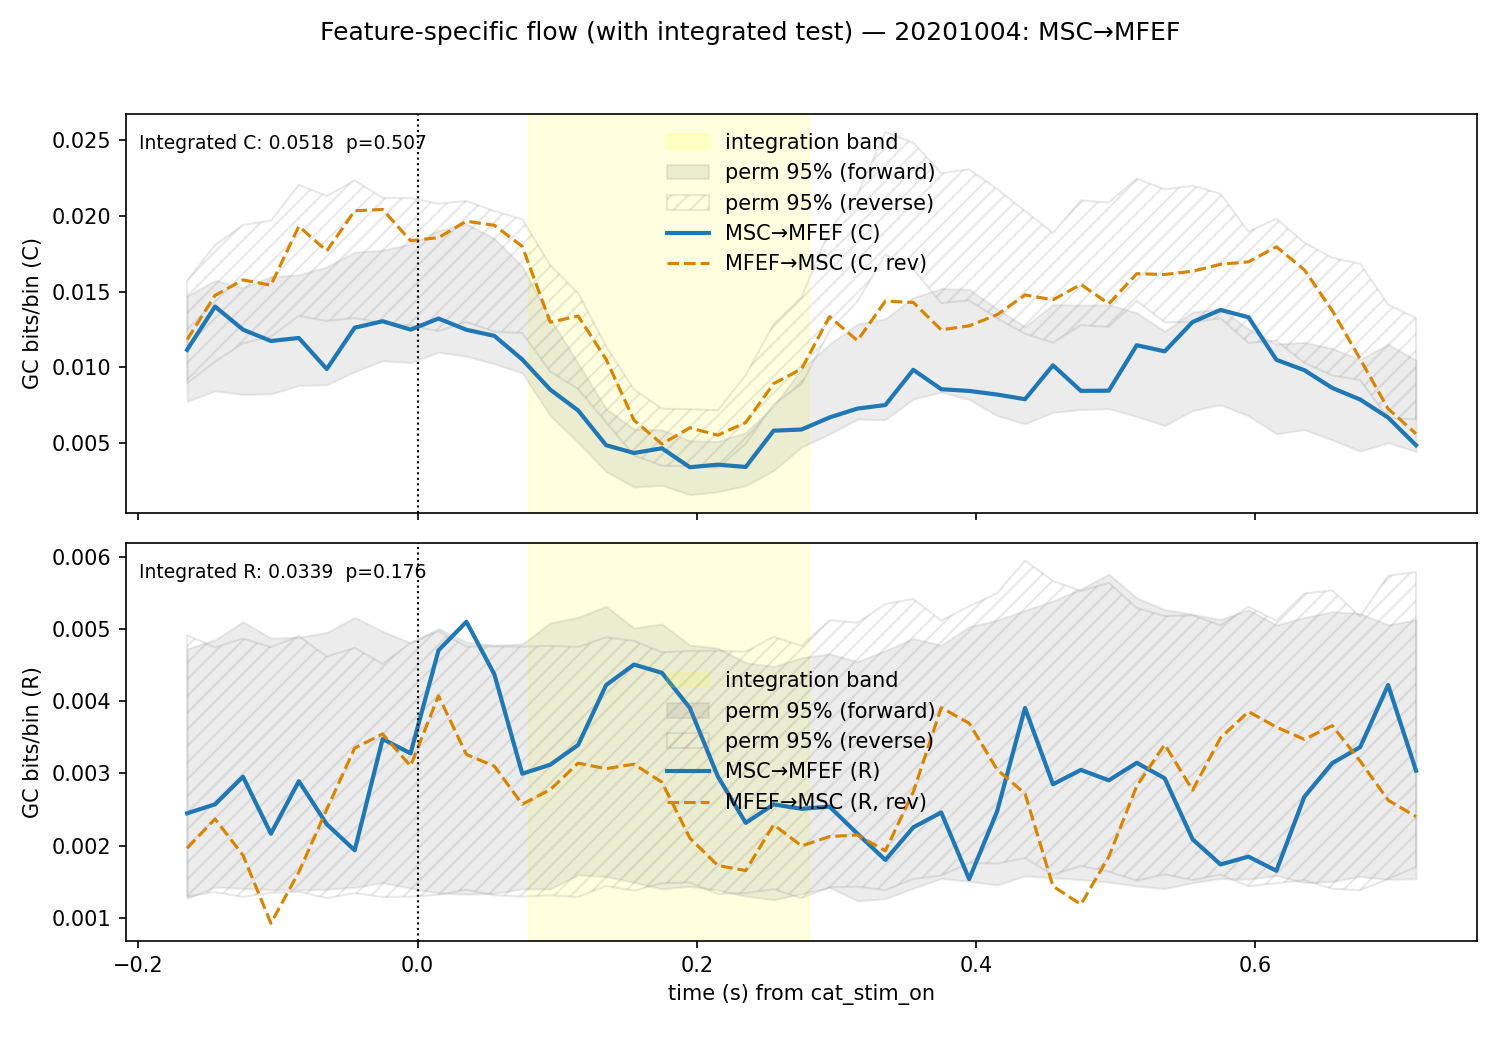 Feature-specific flow (with integrated test) — 20201004: MSC→MFEF
Integrated C: 0.0518  p=0.507
integration band
perm 95% (forward)
perm 95% (reverse)
MSC→MFEF (C)
MFEF→MSC (C, rev)
GC bits/bin (C)
0.025
0.020
0.015
0.010
0.005
Integrated R: 0.0339  p=0.176
integration band
perm 95% (forward)
perm 95% (reverse)
MSC→MFEF (R)
MFEF→MSC (R, rev)
GC bits/bin (R)
0.006
0.005
0.004
0.003
0.002
0.001
−0.2 0.0 0.2 0.4 0.6
time (s) from cat_stim_on